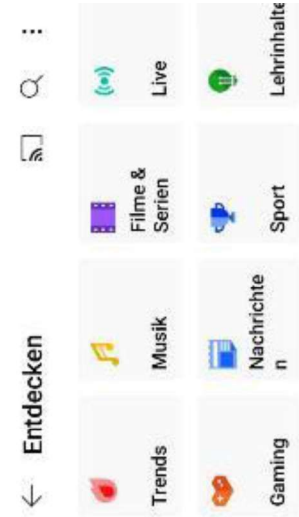 Entdecken
Trends
Musik
Filme &
Serien
Live
Gaming
Nachrichte
n
Sport
Lehrinhalte